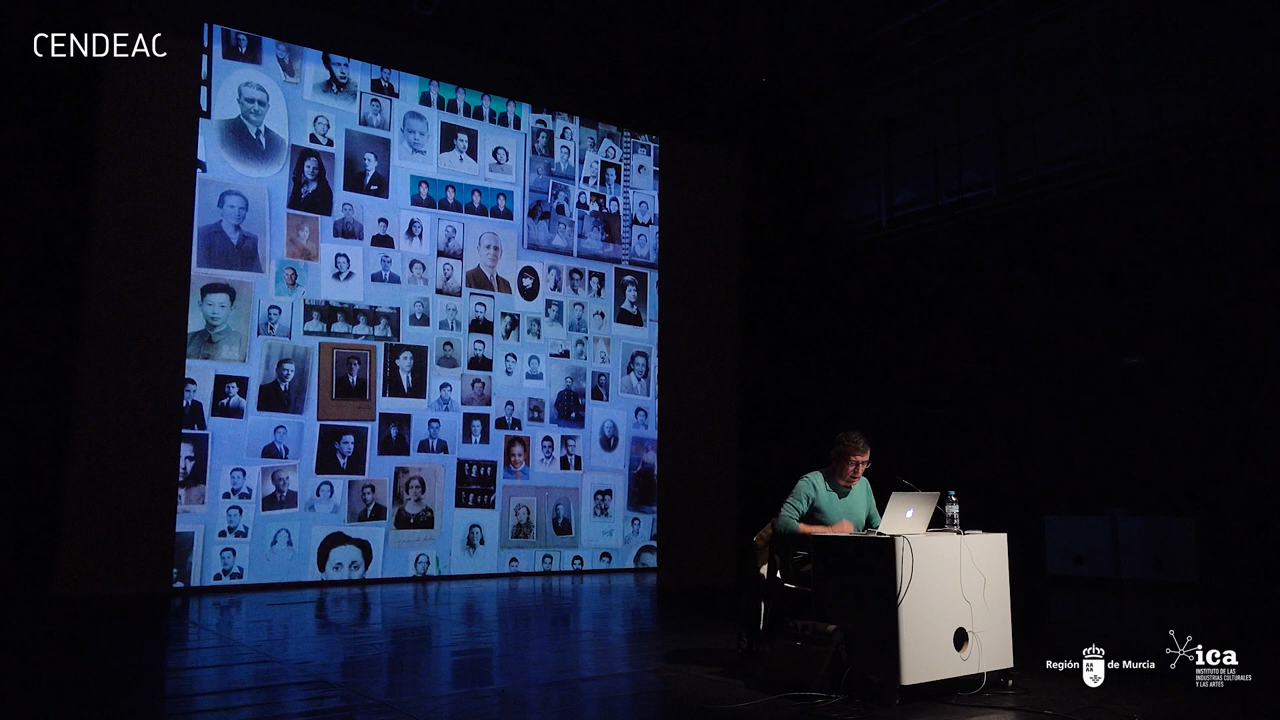 CENDEAC
Región de Murcia
ica
INSTITUTO DE LAS
INDUSTRIAS CULTURALES
Y LAS ARTES